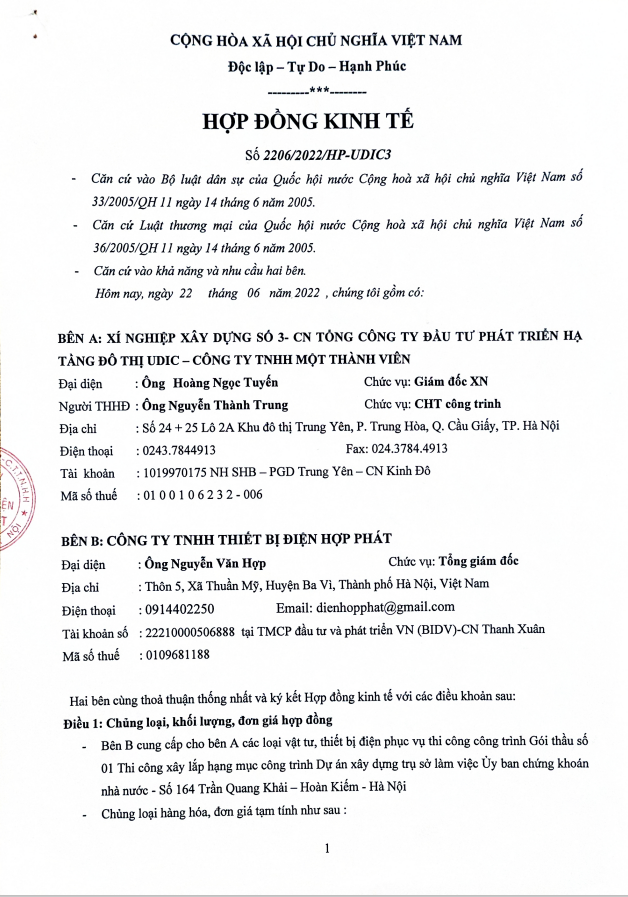 CỘNG HÒA XÃ HỘI CHỦ NGHĨA VIỆT NAM
Độc lập – Tự Do – Hạnh Phúc
---------***--------
HỢP ĐỒNG KINH TẾ
Số 2206/2022/HP-UDIC3
- Căn cứ vào Bộ luật dân sự của Quốc hội nước Cộng hoà xã hội chủ nghĩa Việt Nam số
33/2005/QH 11 ngày 14 tháng 6 năm 2005.
- Căn cứ Luật thương mại của Quốc hội nước Cộng hoà xã hội chủ nghĩa Việt Nam số
36/2005/QH 11 ngày 14 tháng 6 năm 2005.
- Căn cứ vào khả năng và nhu cầu hai bên.
Hôm nay, ngày 22 tháng 06 năm 2022 , chúng tôi gồm có:
BÊN A: XÍ NGHIỆP XÂY DỰNG SỐ 3- CN TỔNG CÔNG TY ĐẦU TƯ PHÁT TRIỂN HẠ
TẦNG ĐÔ THỊ UDIC – CÔNG TY TNHH MỘT THÀNH VIÊN
Đại diện : Ông Hoàng Ngọc Tuyến Chức vụ: Giám đốc XN
Người THHĐ : Ông Nguyễn Thành Trung Chức vụ: CHT công trình
Địa chỉ : Số 24 + 25 Lô 2A Khu đô thị Trung Yên, P. Trung Hòa, Q. Cầu Giấy, TP. Hà Nội
Điện thoại : 0243.7844913 Fax: 024.3784.4913
Tài khoản : 1019970175 NH SHB – PGD Trung Yên – CN Kinh Đô
Mã số thuế : 01 0 0 1 0 6 2 3 2 - 006
C.T.T.N.H.H
ÊN
T
NỘI
BÊN B: CÔNG TY TNHH THIẾT BỊ ĐIỆN HỢP PHÁT
Đại diện : Ông Nguyễn Văn Hợp Chức vụ: Tổng giám đốc
Địa chỉ : Thôn 5, Xã Thuần Mỹ, Huyện Ba Vì, Thành phố Hà Nội, Việt Nam
Điện thoại : 0914402250 Email: dienhopphat@gmail.com
Tài khoản số : 22210000506888 tại TMCP đầu tư và phát triển VN (BIDV)-CN Thanh Xuân
Mã số thuế : 0109681188
Hai bên cùng thoả thuận thống nhất và ký kết Hợp đồng kinh tế với các điều khoản sau:
Điều 1: Chủng loại, khối lượng, đơn giá hợp đồng
- Bên B cung cấp cho bên A các loại vật tư, thiết bị điện phục vụ thi công công trình Gói thầu số
01 Thi công xây lắp hạng mục công trình Dự án xây dựng trụ sở làm việc Ủy ban chứng khoán
nhà nước - Số 164 Trần Quang Khải – Hoàn Kiếm - Hà Nội
- Chủng loại hàng hóa, đơn giá tạm tính như sau :
1